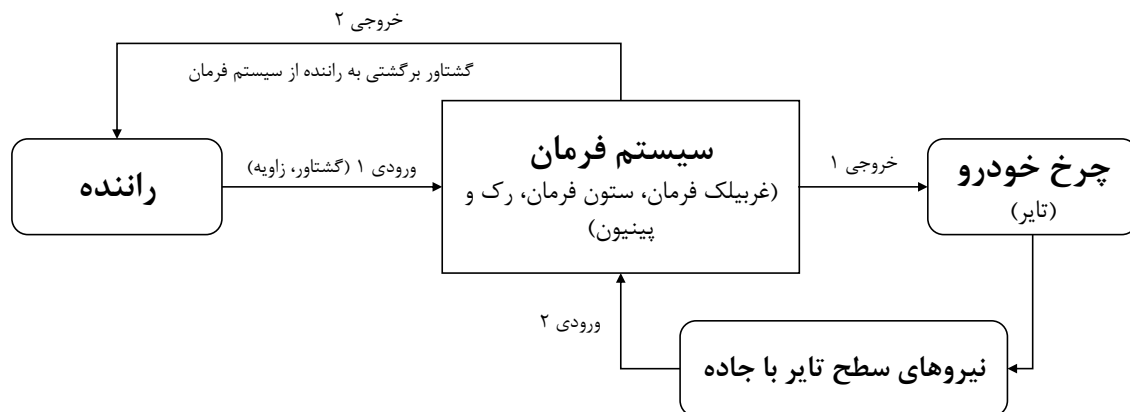 خروجی ۲
گشتاور برگشتی به راننده از سیستم فرمان
راننده
ورودی ۱ (گشتاور، زاویه)
سیستم فرمان
(غربیلک فرمان، ستون فرمان، رک و
پینیون)
خروجی ۱
چرخ خودرو
(تایر)
ورودی ۲
نیروهای سطح تایر با جاده